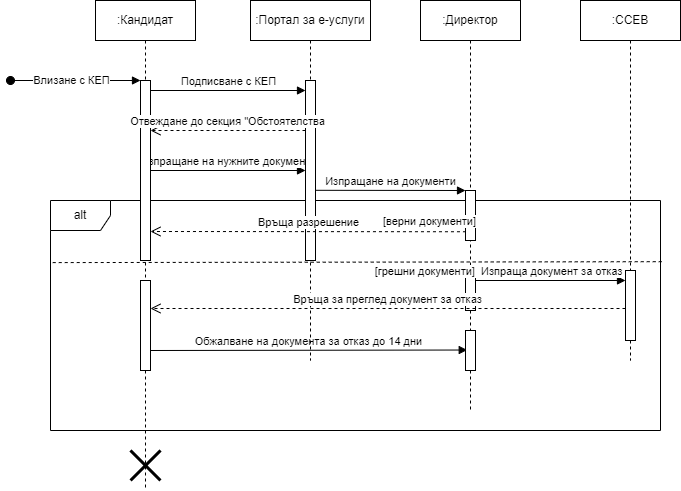 :Кандидат
:Портал за е-услуги
:Директор
:ССЕВ
Влизане с КЕП
Подписване с КЕП
Отвеждане до секция "Обстоятелства
зпращане на нужните докумен
Изпращане на документи
alt
Връща разрешение
[верни документи]
[грешни документи]
Изпраща документ за отказ
Връща за преглед документ за отказ
Обжалване на документа за отказ до 14 дни